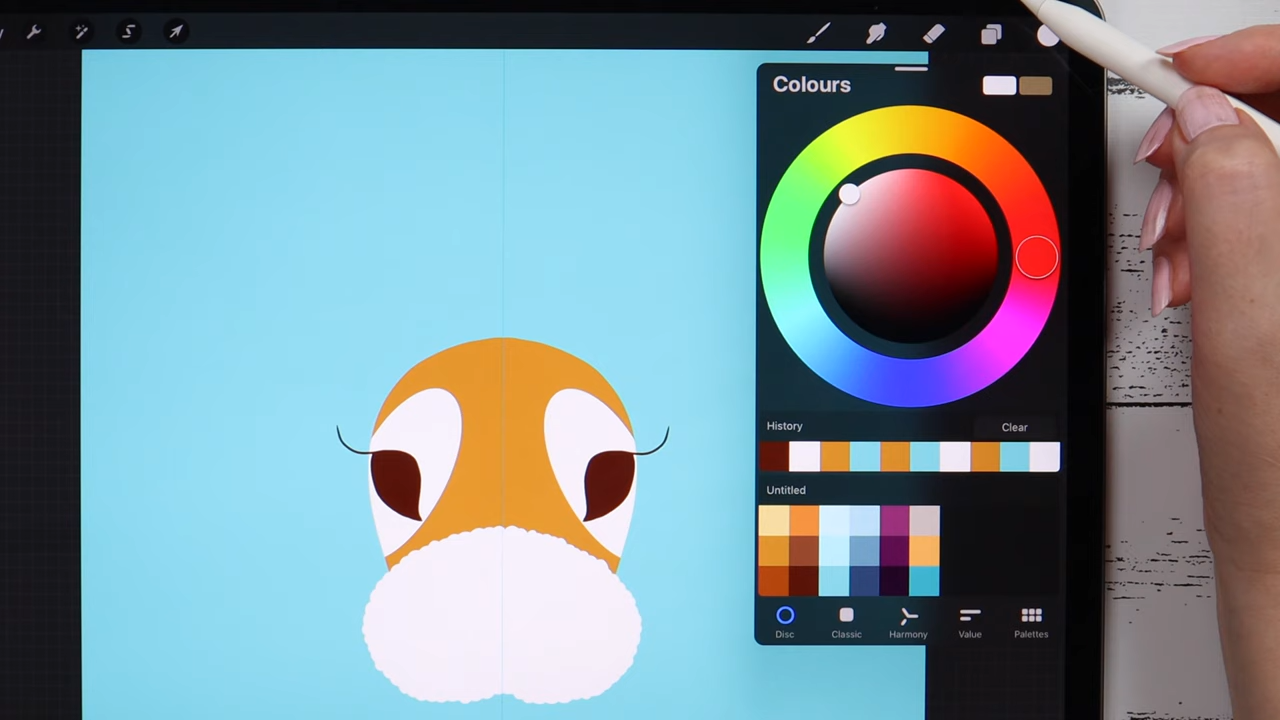 Colours
History
Clear
Untitled
Disc
Classic
Harmony
Value
Palettes